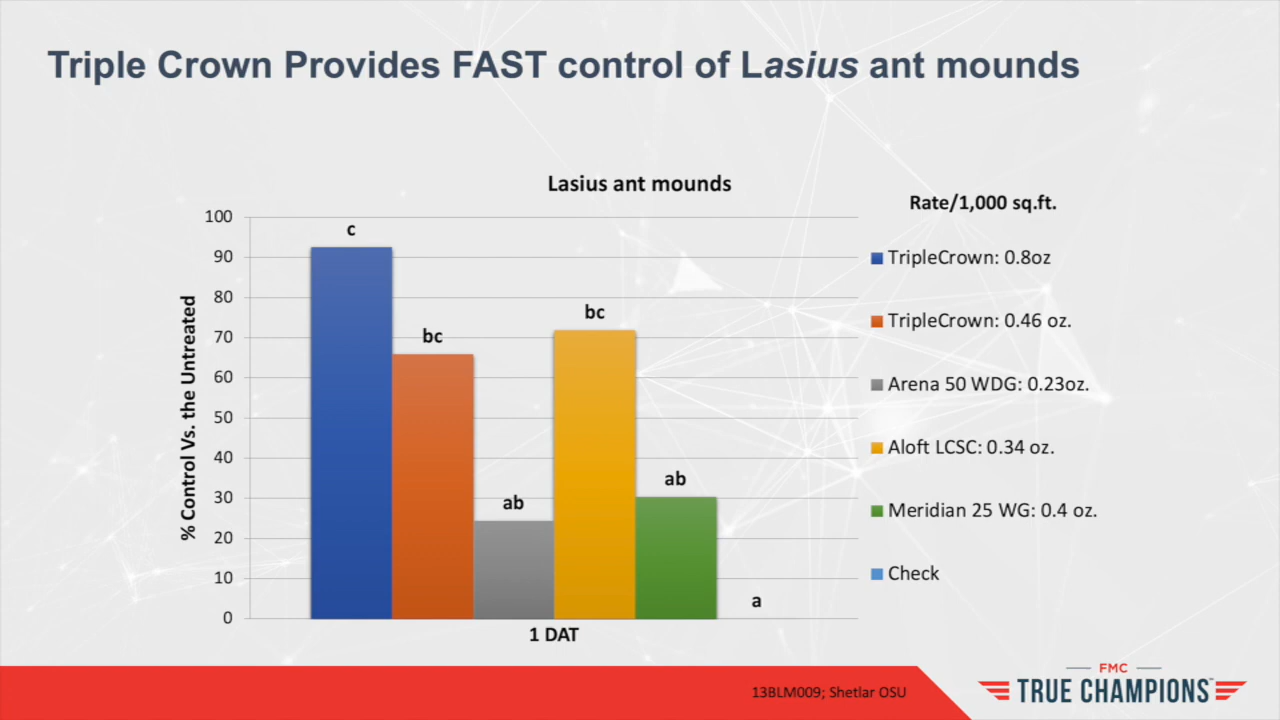 Triple Crown Provides FAST control of Lasius ant mounds
Lasius ant mounds
Rate/1,000 sq.ft.
% Control Vs. the Untreated
100
90
80
70
60
50
40
30
20
10
0
c
bc
ab
bc
ab
a
1 DAT
TripleCrown: 0.8oz
TripleCrown: 0.46 oz.
Arena 50 WDG: 0.23oz.
Aloft LCSC: 0.34 oz.
Meridian 25 WG: 0.4 oz.
Check
13BLM009; Shetlar OSU
FMC
TRUE CHAMPIONS™